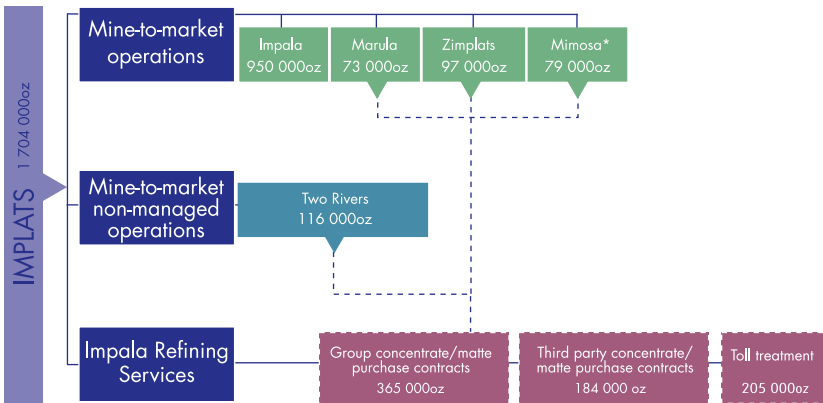 IMPLATS 1 704 000oz
Mine-to-market
operations
Impala
950 000oz
Marula
73 000oz
Zimplats
97 000oz
Mimosa*
79 000oz
Mine-to-market
non-managed
operations
Two Rivers
116 000oz
Impala Refining
Services
Group concentrate/matte
purchase contracts
365 000oz
Third party concentrate/
matte purchase contracts
184 000 oz
Toll treatment
205 000oz